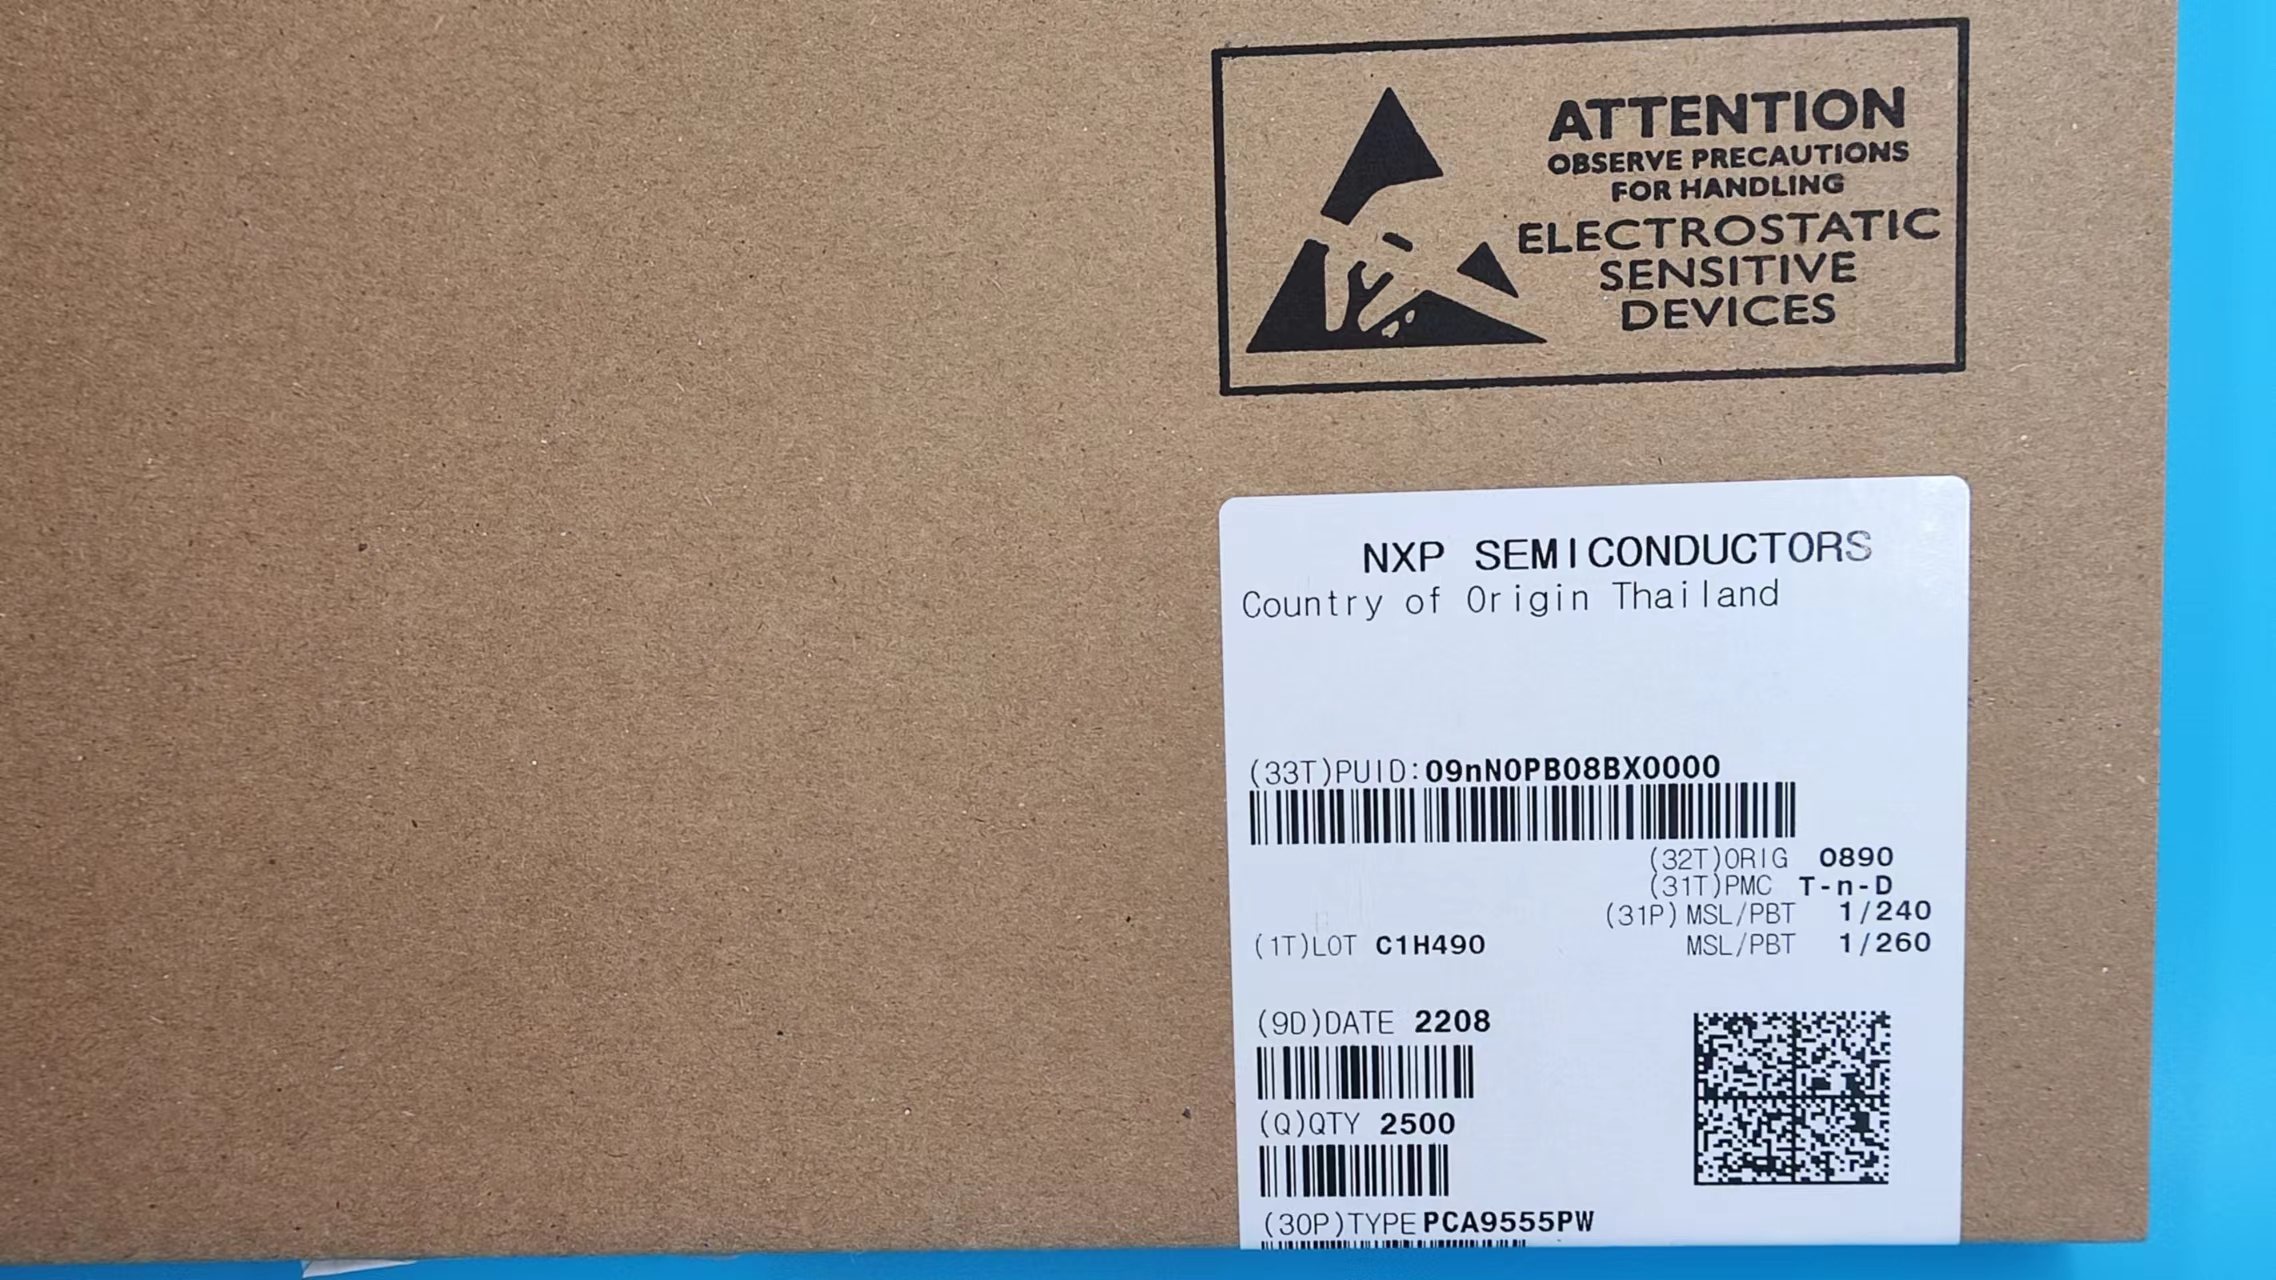 ATTENTION
OBSERVE PRECAUTIONS
FOR HANDLING
ELECTROSTATIC
SENSITIVE
DEVICES
NXP SEMICONDUCTORS
Country of Origin Thailand
(33T)PUID:09nN0PB08BX0000
(32T)ORIG 0890
(31T)PMC T-n-D
(31P)MSL/PBT 1/240
(1T)LOT C1H490 MSL/PBT 1/260
(9D)DATE 2208
(Q)QTY 2500
(30P)TYPE PCA9555PW